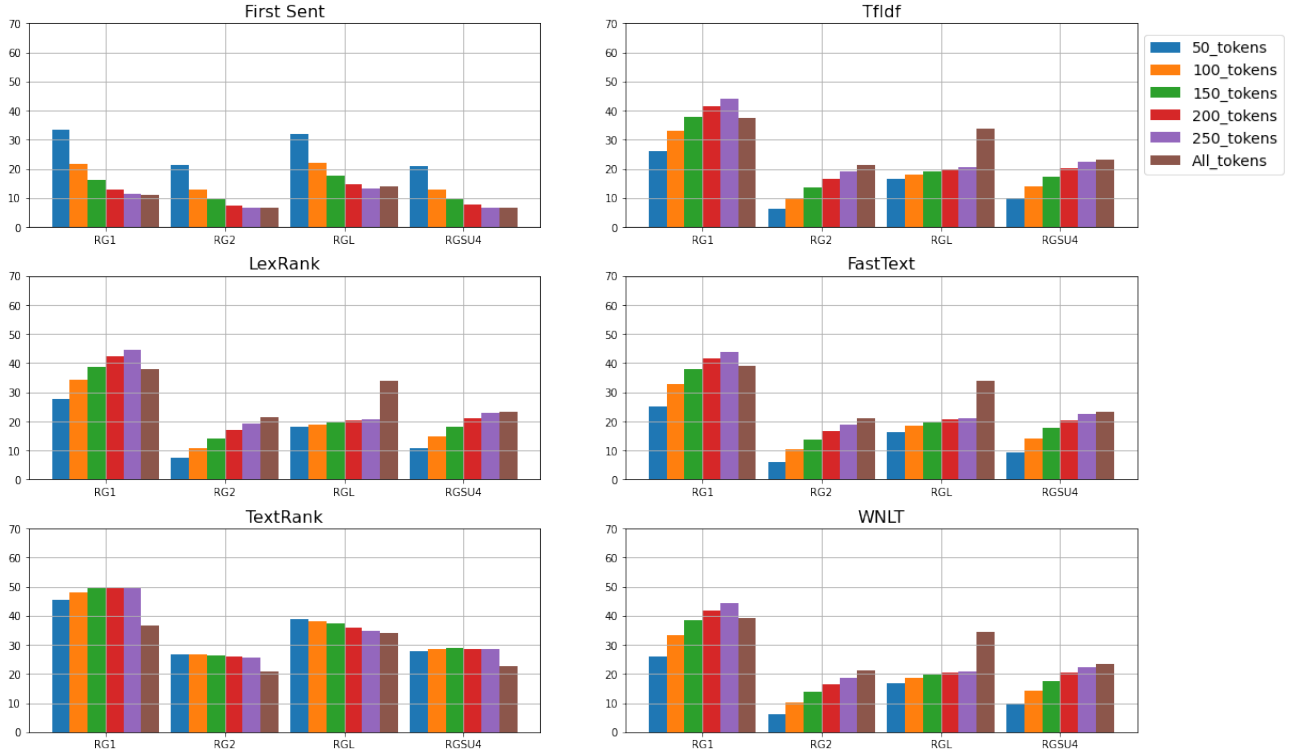 First Sent
70
60
50
40
30
20
10
0
RG1 RG2 RGL RGSU4
TfIdf
70
60
50
40
30
20
10
0
RG1 RG2 RGL RGSU4
50_tokens
100_tokens
150_tokens
200_tokens
250_tokens
All_tokens
LexRank
70
60
50
40
30
20
10
0
RG1 RG2 RGL RGSU4
FastText
70
60
50
40
30
20
10
0
RG1 RG2 RGL RGSU4
TextRank
70
60
50
40
30
20
10
0
RG1 RG2 RGL RGSU4
WNLT
70
60
50
40
30
20
10
0
RG1 RG2 RGL RGSU4